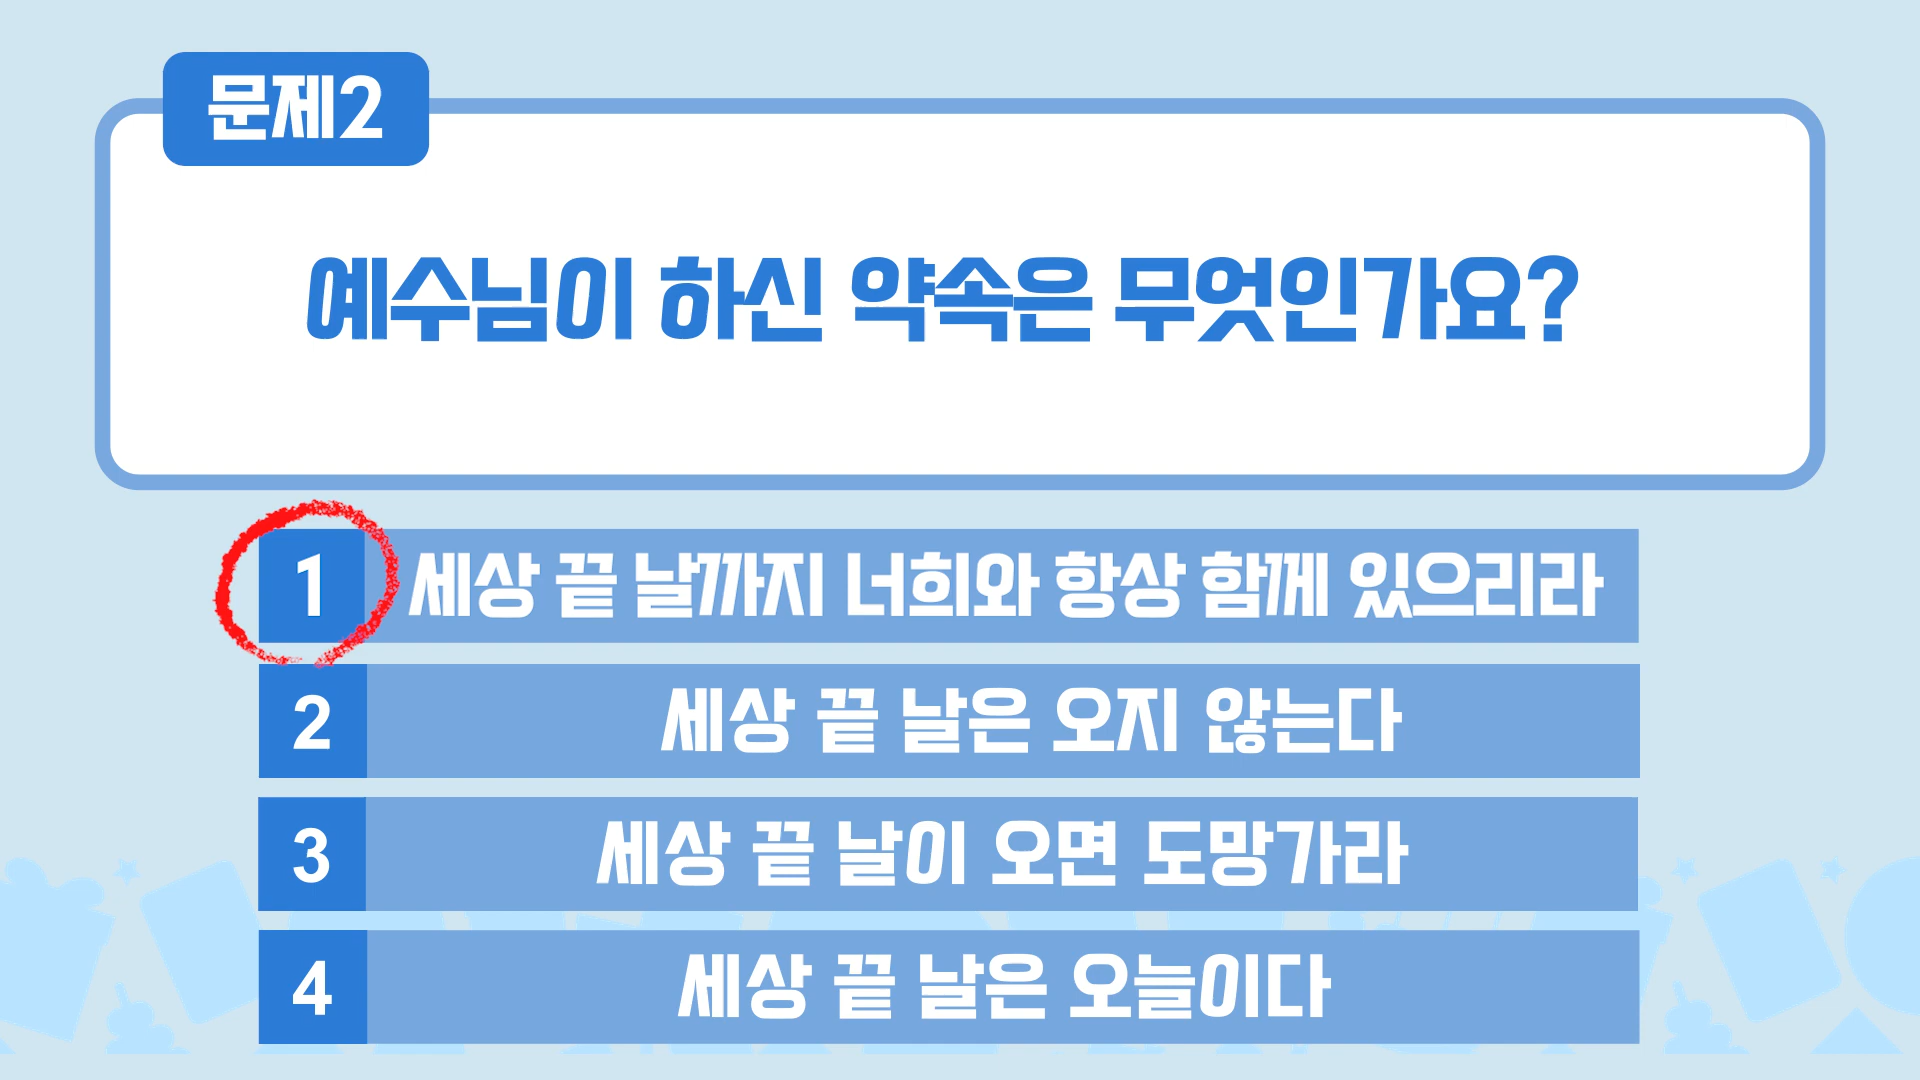 문제2
예수님이 하신 약속은 무엇인가요?
1 세상 끝 날까지 너희와 항상 함께 있으리라
2 세상 끝 날은 오지 않는다
3 세상 끝 날이 오면 도망가라
4 세상 끝 날은 오늘이다